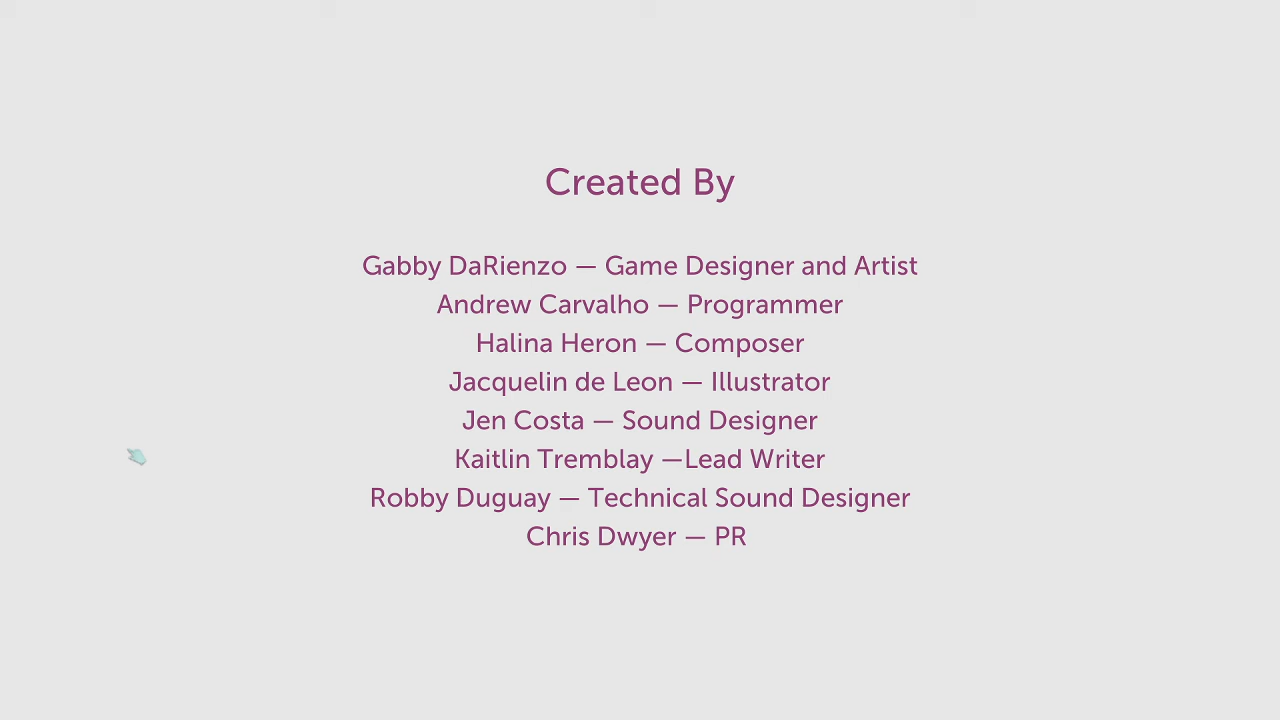 Created By
Gabby DaRienzo — Game Designer and Artist
Andrew Carvalho — Programmer
Halina Heron — Composer
Jacquelin de Leon — Illustrator
Jen Costa — Sound Designer
Kaitlin Tremblay —Lead Writer
Robby Duguay — Technical Sound Designer
Chris Dwyer — PR